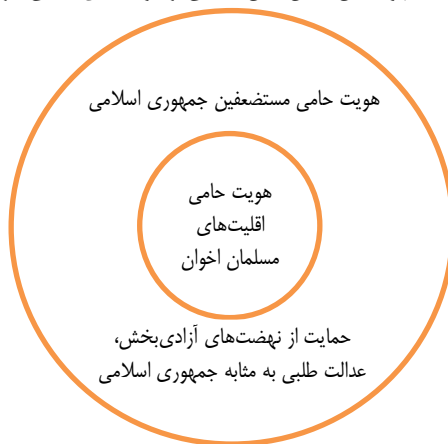 هویت حامی مستضعفین جمهوری اسلامی
هویت حامی
اقلیت‌های
مسلمان اخوان
حمایت از نهضت‌های آزادی‌بخش،
عدالت طلبی به مثابه جمهوری اسلامی